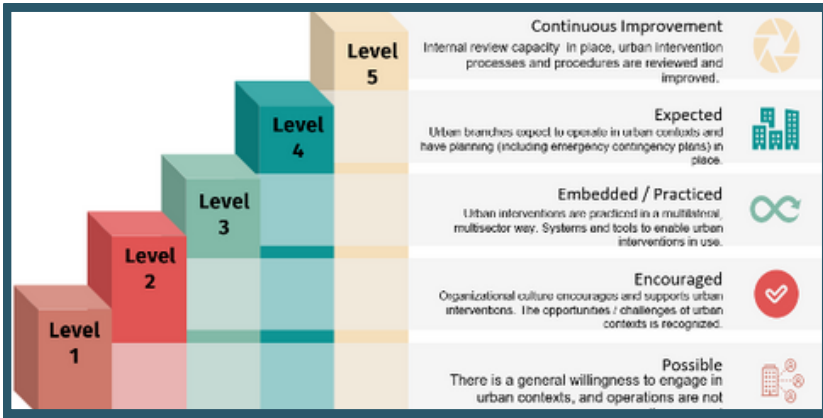 Level
5
Continuous Improvement
Internal review capacity in place, urban intervention
processes and procedures are reviewed and
improved.
Level
4
Expected
Urban branches expect to operate in urban contexts and
have planning (including emergency contingency plans) in
place.
Level
3
Embedded / Practiced
Urban interventions are practiced in a multilateral,
multisector way. Systems and tools to enable urban
interventions in use.
Level
2
Encouraged
Organizational culture encourages and supports urban
interventions. The opportunities / challenges of urban
contexts is recognized.
Level
1
Possible
There is a general willingness to engage in
urban contexts, and operations are not